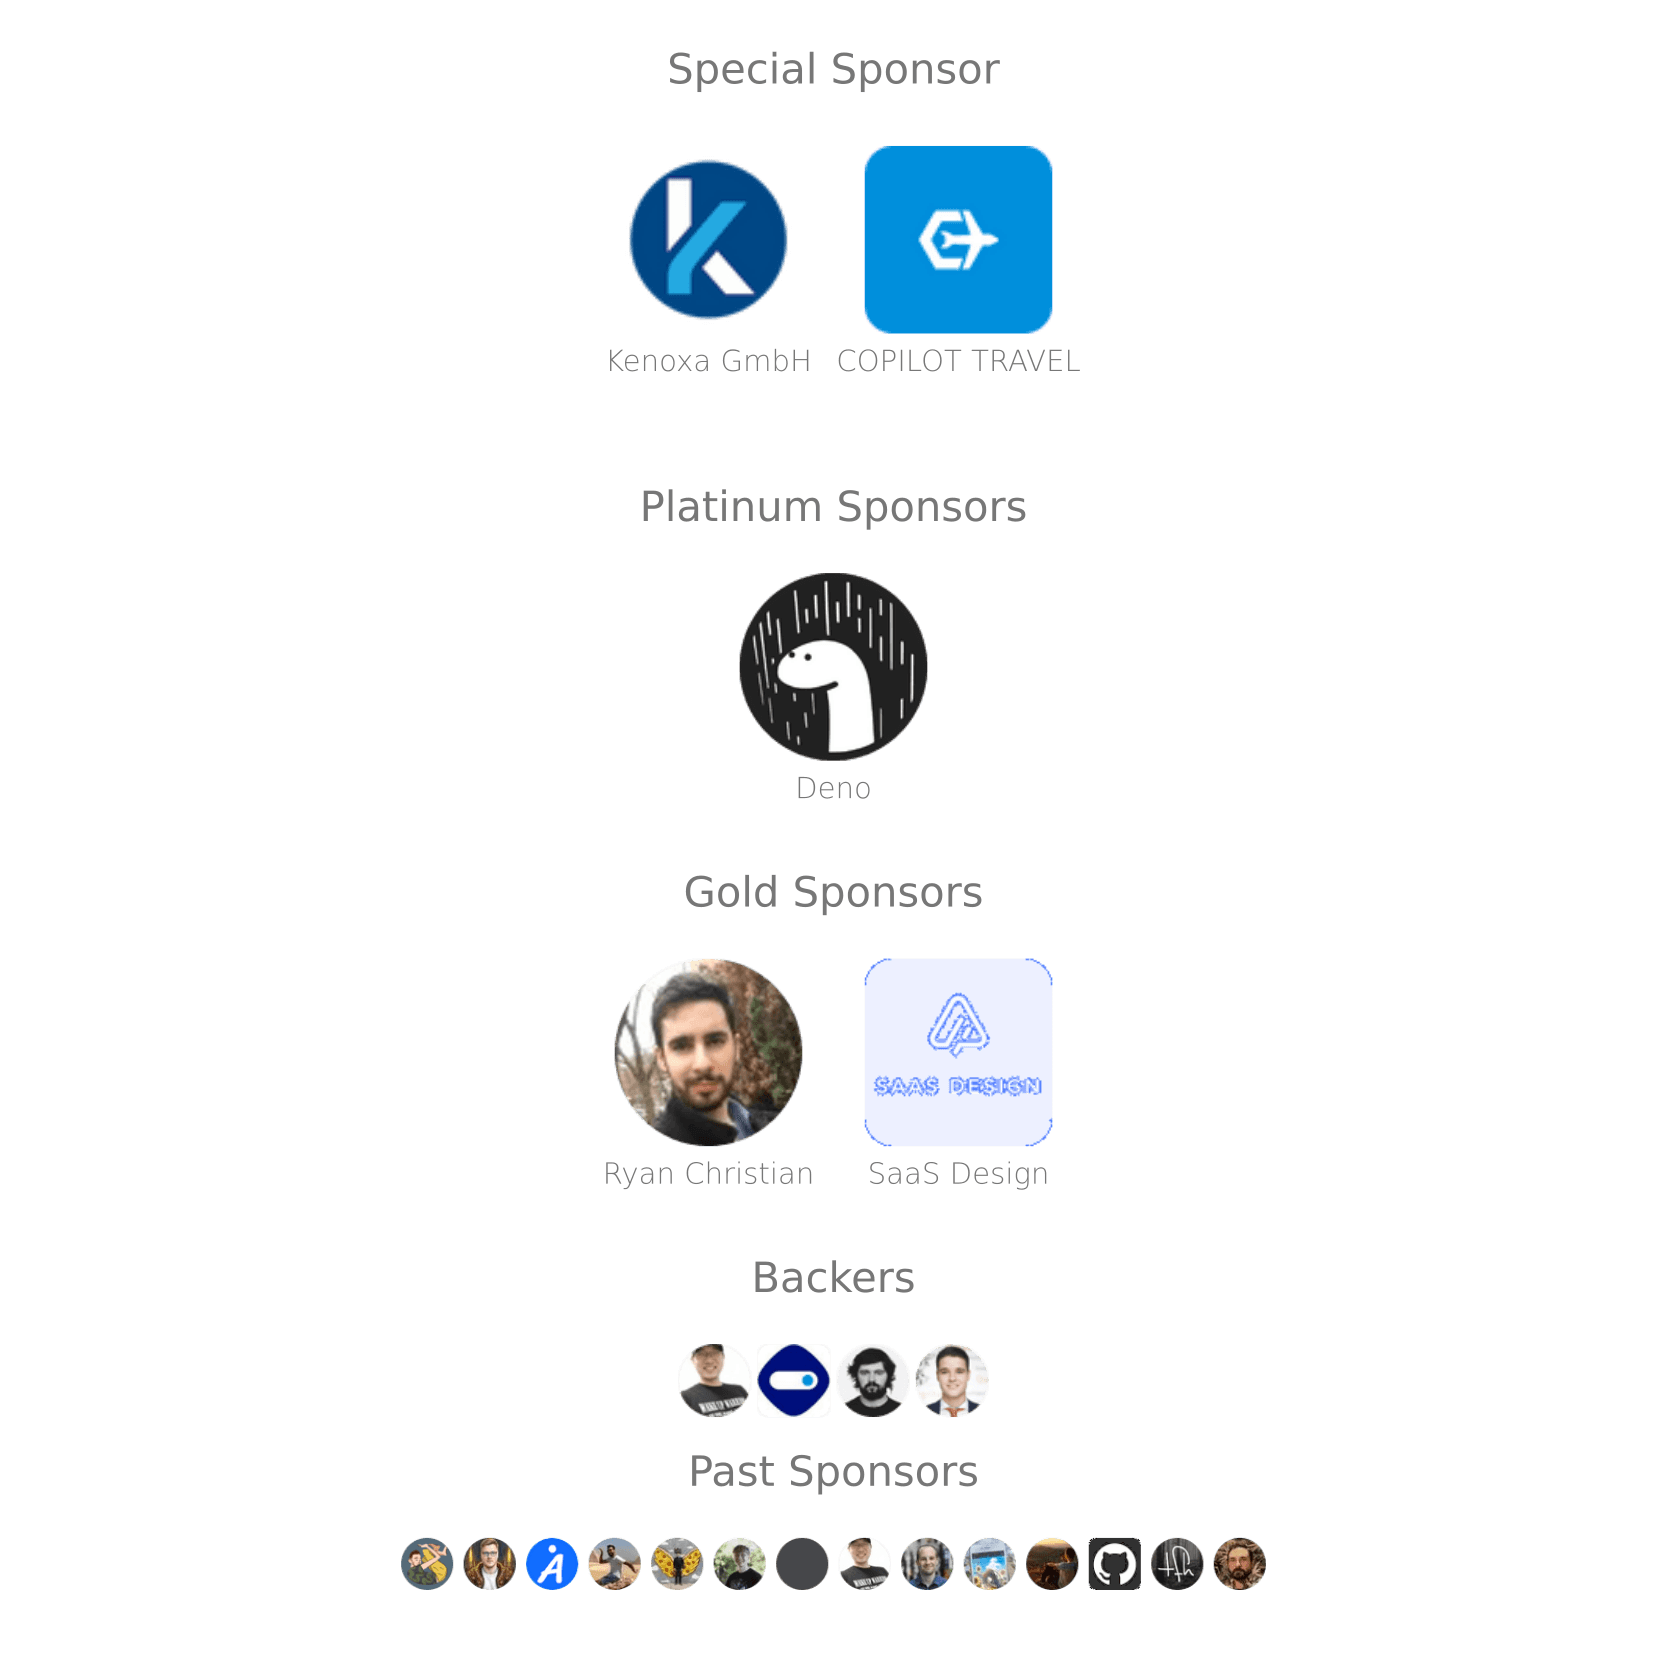 Special Sponsor
Kenoxa GmbH COPILOT TRAVEL
Platinum Sponsors
Deno
Gold Sponsors
SAAS DESIGN
Ryan Christian SaaS Design
Backers
Past Sponsors